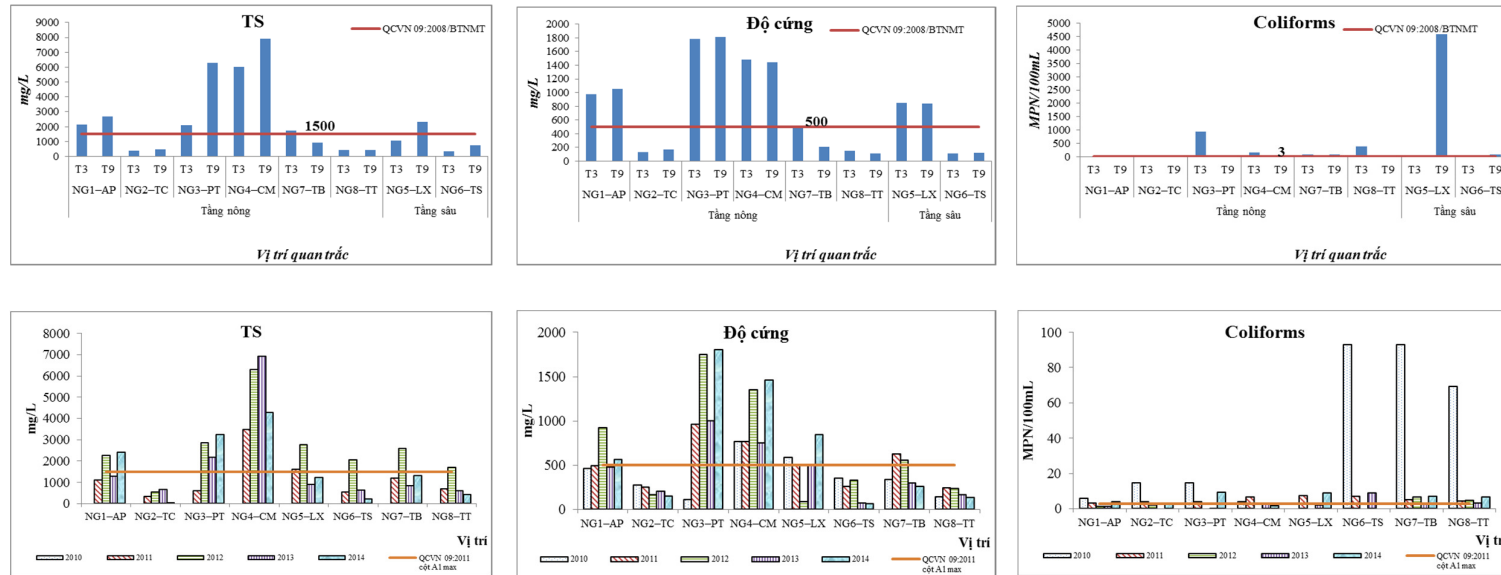 TS
QCVN 09:2008/BTNMT
9000
8000
7000
6000
5000
4000
3000
2000
1000
0
mg/L
1500
T3 T9 T3 T9 T3 T9 T3 T9 T3 T9 T3 T9 T3 T9 T3 T9
NG1–AP NG2–TC NG3–PT NG4–CM NG7–TB NG8–TT NG5–LX NG6–TS
Tầng nông Tầng sâu
Vị trí quan trắc
Độ cứng
QCVN 09:2008/BTNMT
2000
1800
1600
1400
1200
1000
800
600
400
200
0
mg/L
500
T3 T9 T3 T9 T3 T9 T3 T9 T3 T9 T3 T9 T3 T9 T3 T9
NG1–AP NG2–TC NG3–PT NG4–CM NG7–TB NG8–TT NG5–LX NG6–TS
Tầng nông Tầng sâu
Vị trí quan trắc
Coliforms
QCVN 09:2008/BTNMT
5000
4500
4000
3500
3000
2500
2000
1500
1000
500
0
MPN/100mL
3
T3 T9 T3 T9 T3 T9 T3 T9 T3 T9 T3 T9 T3 T9 T3 T9
NG1–AP NG2–TC NG3–PT NG4–CM NG7–TB NG8–TT NG5–LX NG6–TS
Tầng nông Tầng sâu
Vị trí quan trắc
TS
8000
7000
6000
5000
4000
3000
2000
1000
0
mg/L
NG1–AP NG2–TC NG3–PT NG4–CM NG5–LX NG6–TS NG7–TB NG8–TT
Vị trí
2010 2011 2012 2013 2014 QCVN 09:2011
cột A1 max
Độ cứng
2000
1500
1000
500
0
mg/L
NG1–AP NG2–TC NG3–PT NG4–CM NG5–LX NG6–TS NG7–TB NG8–TT
Vị trí
2010 2011 2012 2013 2014 QCVN 09:2011
cột A1 max
Coliforms
100
80
60
40
20
0
MPN/100mL
NG1–AP NG2–TC NG3–PT NG4–CM NG5–LX NG6–TS NG7–TB NG8–TT
Vị trí
2010 2011 2012 2013 2014 QCVN 09:2011
cột A1 max